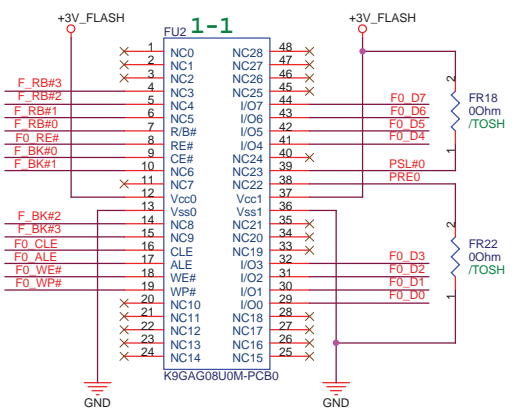 +3V_FLASH +3V_FLASH
FU2 1-1
1 NC0 NC28 48
2 NC1 NC27 47
3 NC2 NC26 46
F_RB#3 4 NC3 NC25 45
F_RB#2 5 NC4 I/O7 44 F0_D7
F_RB#1 6 NC5 I/O6 43 F0_D6
F_RB#0 7 R/B# I/O5 42 F0_D5
F0_RE# 8 RE# I/O4 41 F0_D4
F_BK#0 9 CE# NC24 40
F_BK#1 10 NC6 NC23 39 PSL#0
11 NC7 NC22 38 PRE0
12 Vcc0 Vcc1 37
13 Vss0 Vss1 36
F_BK#2 14 NC8 NC21 35
F_BK#3 15 NC9 NC20 34
F0_CLE 16 CLE NC19 33
F0_ALE 17 ALE I/O3 32 F0_D3
F0_WE# 18 WE# I/O2 31 F0_D2
F0_WP# 19 WP# I/O1 30 F0_D1
20 NC10 I/O0 29 F0_D0
21 NC11 NC18 28
22 NC12 NC17 27
23 NC13 NC16 26
24 NC14 NC15 25
K9GAG08U0M-PCB0
2
FR18
0Ohm
/TOSH
1
2
FR22
0Ohm
/TOSH
1
GND GND